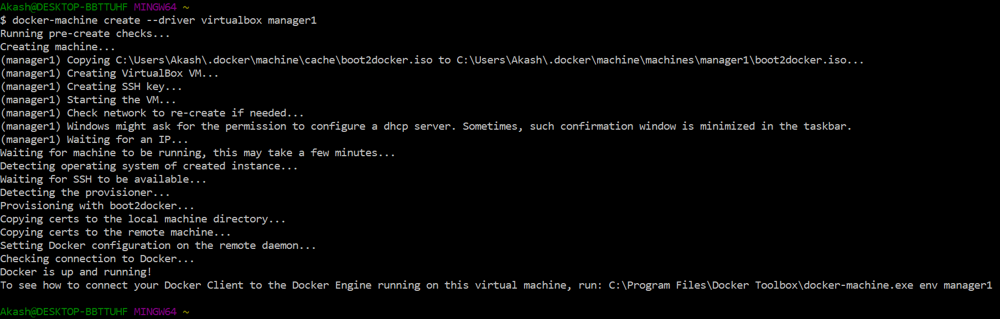 Akash@DESKTOP-BBTTUHF MINGW64 ~
$ docker-machine create --driver virtualbox manager1
Running pre-create checks...
Creating machine...
(manager1) Copying C:\Users\Akash\.docker\machine\cache\boot2docker.iso to C:\Users\Akash\.docker\machine\machines\manager1\boot2docker.iso...
(manager1) Creating VirtualBox VM...
(manager1) Creating SSH key...
(manager1) Starting the VM...
(manager1) Check network to re-create if needed...
(manager1) Windows might ask for the permission to configure a dhcp server. Sometimes, such confirmation window is minimized in the taskbar.
(manager1) Waiting for an IP...
Waiting for machine to be running, this may take a few minutes...
Detecting operating system of created instance...
Waiting for SSH to be available...
Detecting the provisioner...
Provisioning with boot2docker...
Copying certs to the local machine directory...
Copying certs to the remote machine...
Setting Docker configuration on the remote daemon...
Checking connection to Docker...
Docker is up and running!
To see how to connect your Docker Client to the Docker Engine running on this virtual machine, run: C:\Program Files\Docker Toolbox\docker-machine.exe env manager1
Akash@DESKTOP-BBTTUHF MINGW64 ~